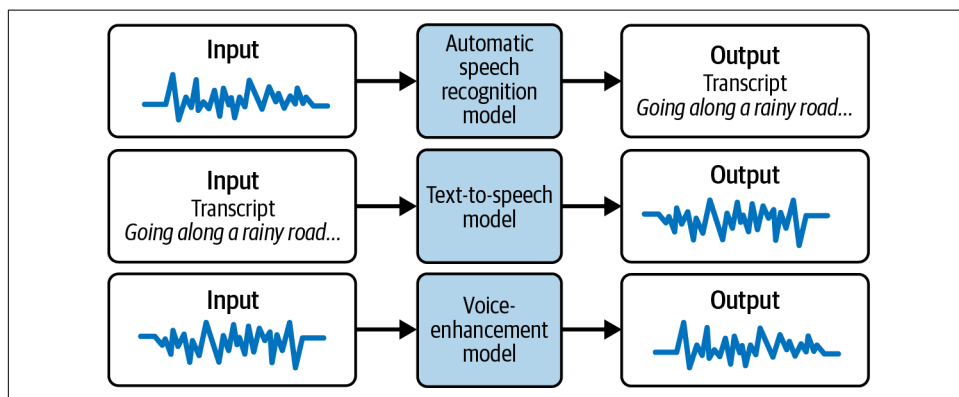 Input
Automatic
speech
recognition
model
Output
Transcript
Going along a rainy road...
Input
Transcript
Going along a rainy road...
Text-to-speech
model
Output
Input
Voice-
enhancement
model
Output